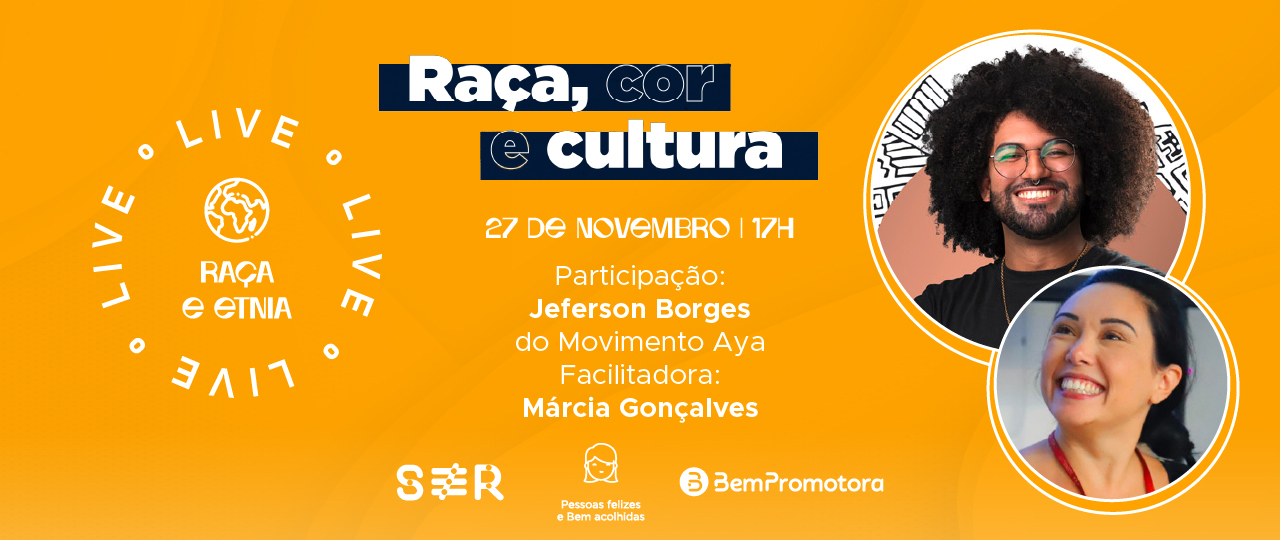 LIVE o LIVE o LIVE o LIVE o
RAÇA
E ETNIA
Raça, cor
e cultura
27 DE NOVEMBRO | 17H
Participação:
Jeferson Borges
do Movimento Aya
Facilitadora:
Márcia Gonçalves
SER
Pessoas felizes
e Bem acolhidas
BemPromotora